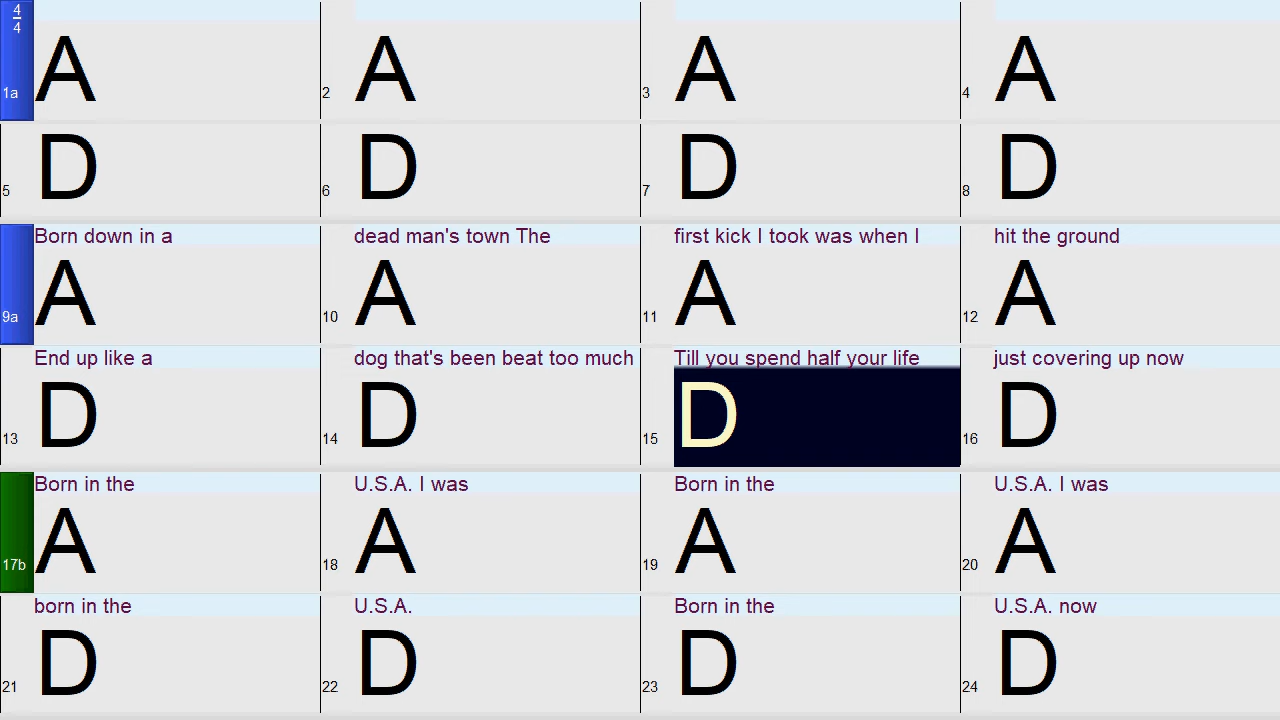 4
4
1a A 2 A 3 A 4 A
5 D 6 D 7 D 8 D
Born down in a dead man's town The first kick I took was when I hit the ground
9a A 10 A 11 A 12 A
End up like a dog that's been beat too much Till you spend half your life just covering up now
13 D 14 D 15 D 16 D
Born in the U.S.A. I was Born in the U.S.A. I was
17b A 18 A 19 A 20 A
born in the U.S.A. Born in the U.S.A. now
21 D 22 D 23 D 24 D